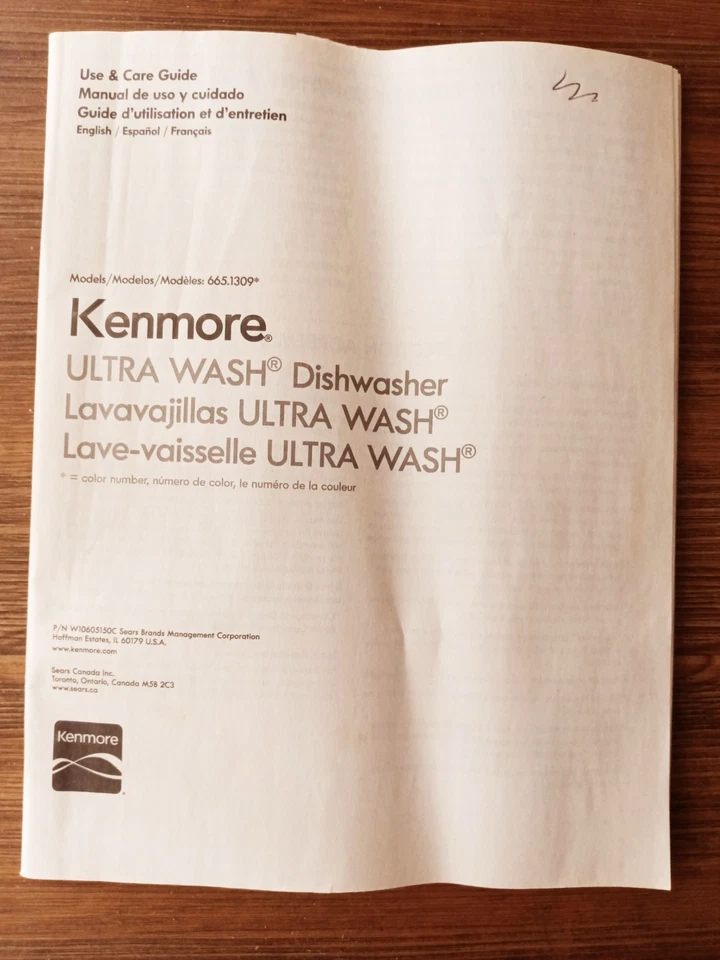 Use & Care Guide
Manual de uso y cuidado
Guide d'utilisation et d'entretien
English / Español / Français
Models/Modelos/Modèles: 665.1309*
Kenmore®
ULTRA WASH® Dishwasher
Lavavajillas ULTRA WASH®
Lave-vaisselle ULTRA WASH®
* = color number, número de color, le numéro de la couleur
P/N W10605150C Sears Brands Management Corporation
Hoffman Estates, IL 60179 U.S.A.
www.kenmore.com
Sears Canada Inc.
Toronto, Ontario, Canada M5B 2C3
www.sears.ca
Kenmore®